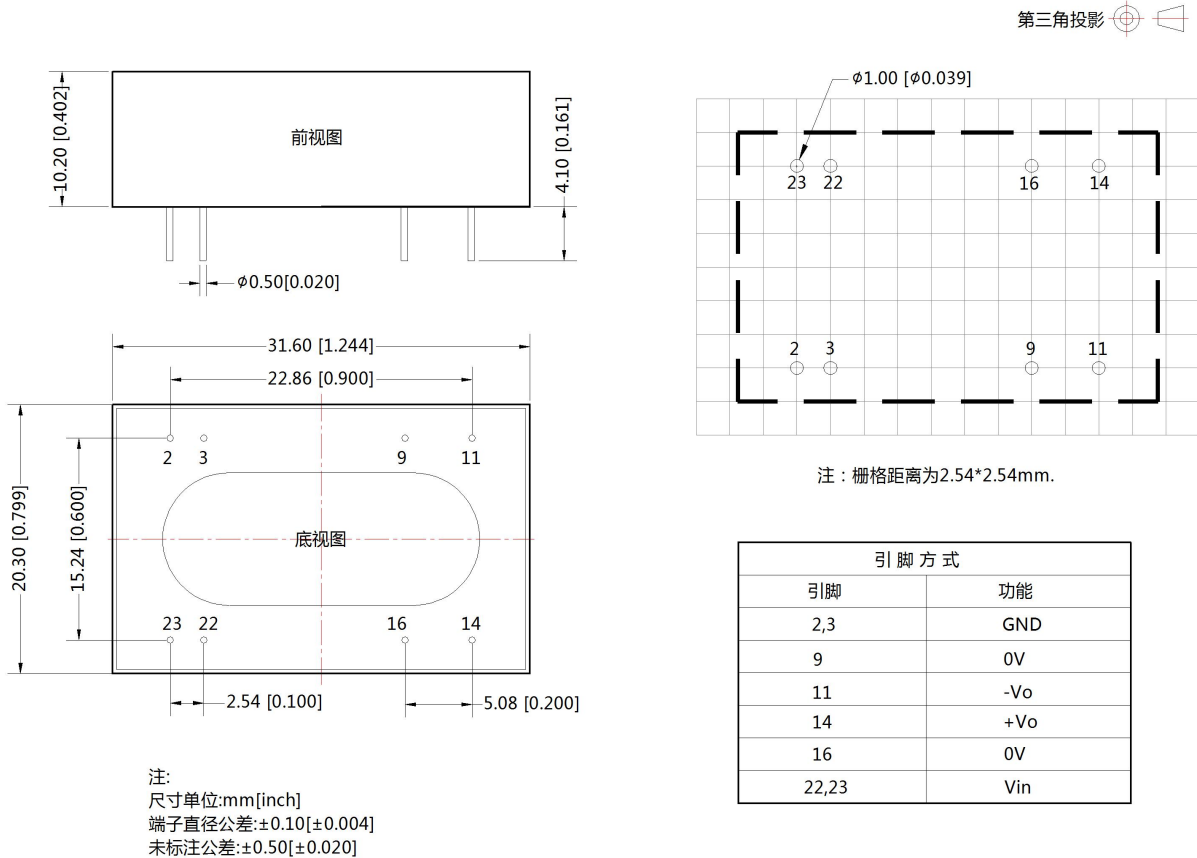 第三角投影
10.20 [0.402]
前视图
4.10 [0.161]
ϕ0.50[0.020]
ϕ1.00 [ϕ0.039]
23 22 16 14
2 3 9 11
注：栅格距离为2.54*2.54mm.
31.60 [1.244]
22.86 [0.900]
20.30 [0.799]
15.24 [0.600]
2 3 9 11
底视图
23 22 16 14
2.54 [0.100]
5.08 [0.200]
引脚方式
引脚 功能
2,3 GND
9 0V
11 -Vo
14 +Vo
16 0V
22,23 Vin
注:
尺寸单位:mm[inch]
端子直径公差:±0.10[±0.004]
未标注公差:±0.50[±0.020]